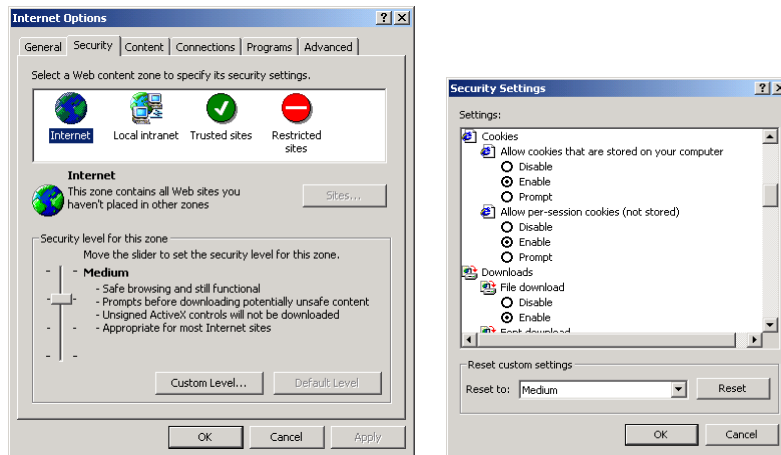 Internet Options
General Security Content Connections Programs Advanced
Select a Web content zone to specify its security settings.
Internet Local intranet Trusted sites Restricted
sites
Internet
This zone contains all Web sites you
haven't placed in other zones
Sites...
Security level for this zone
Move the slider to set the security level for this zone.
Medium
- Safe browsing and still functional
- Prompts before downloading potentially unsafe content
- Unsigned ActiveX controls will not be downloaded
- Appropriate for most Internet sites
Custom Level... Default Level
OK Cancel Apply
Security Settings
Settings:
Cookies
Allow cookies that are stored on your computer
Disable
Enable
Prompt
Allow per-session cookies (not stored)
Disable
Enable
Prompt
Downloads
File download
Disable
Enable
Font download
Reset custom settings
Reset to: Medium Reset
OK Cancel